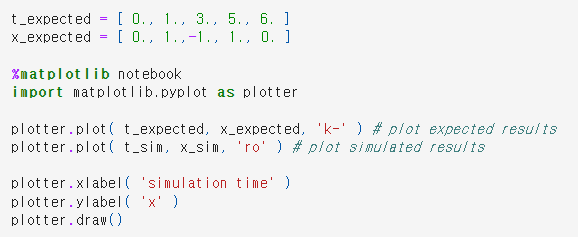 t_expected = [ 0., 1., 3., 5., 6. ]
x_expected = [ 0., 1.,-1., 1., 0. ]
%matplotlib notebook
import matplotlib.pyplot as plotter
plotter.plot( t_expected, x_expected, 'k-' ) # plot expected results
plotter.plot( t_sim, x_sim, 'ro' ) # plot simulated results
plotter.xlabel( 'simulation time' )
plotter.ylabel( 'x' )
plotter.draw()